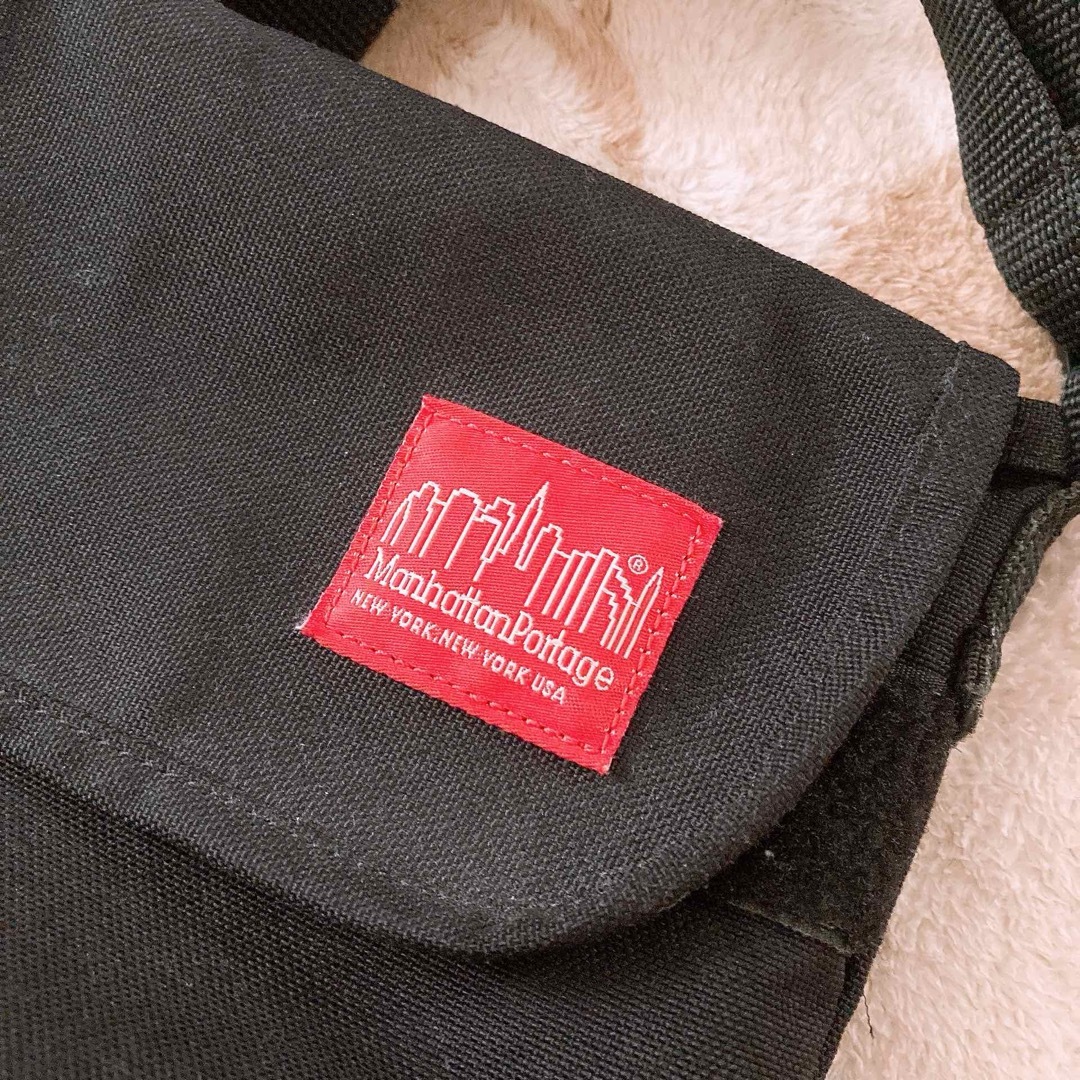 ®
ManhattanPortage
NEW YORK, NEW YORK USA